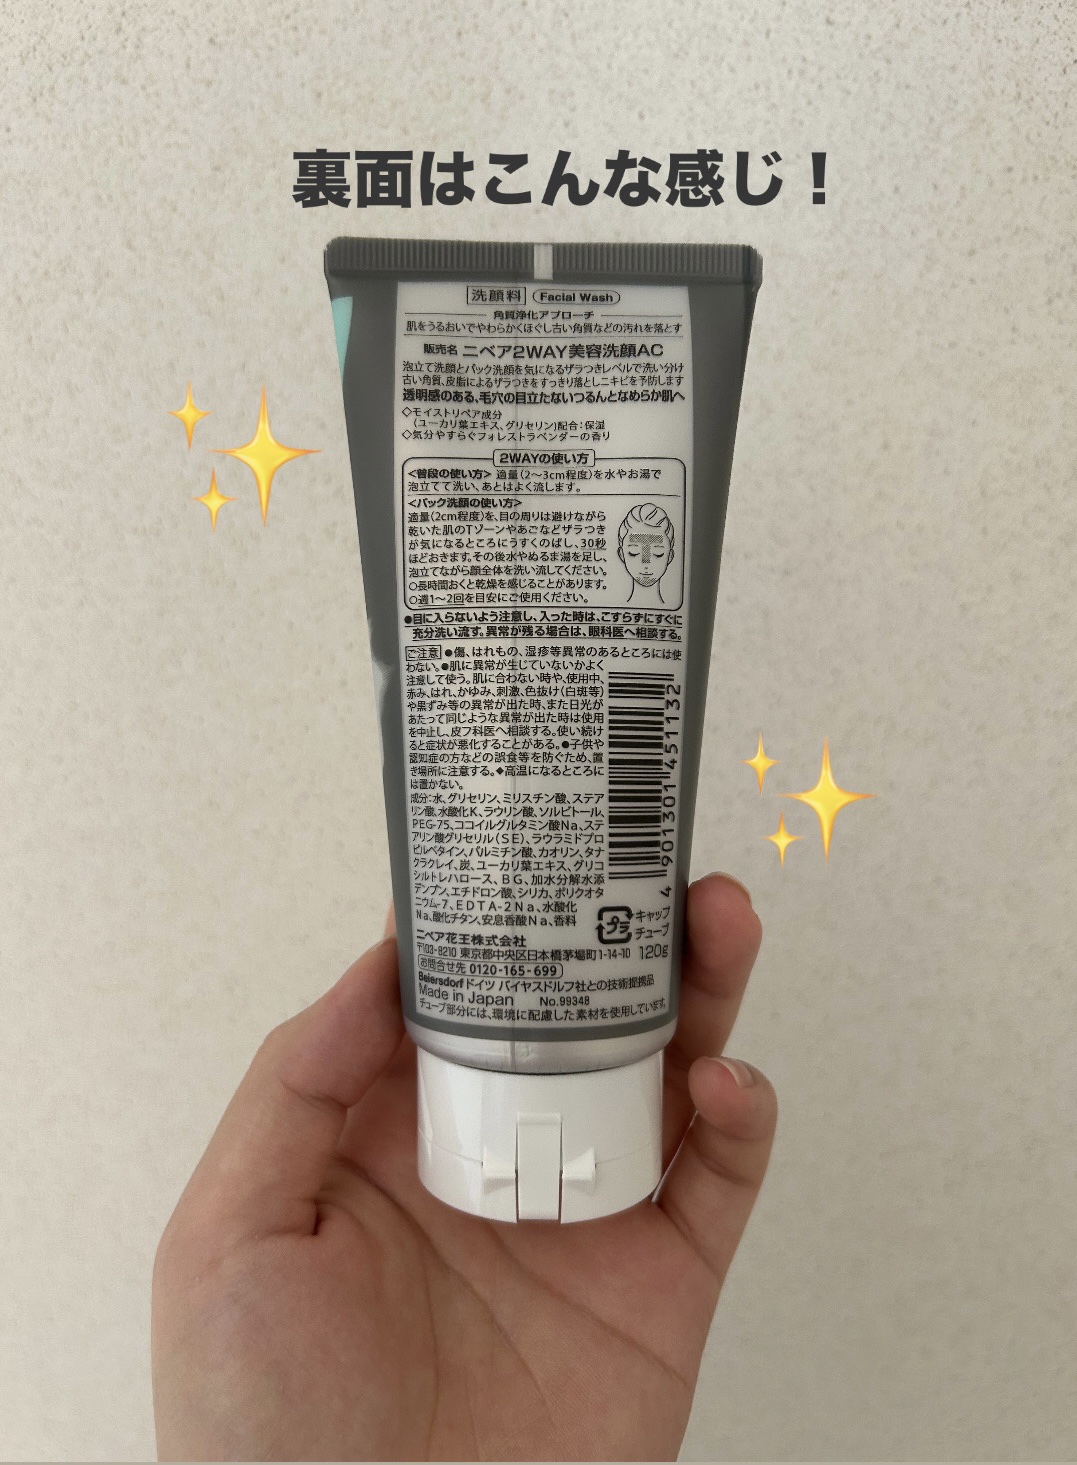 裏面はこんな感じ！
洗顔料 Facial Wash
角質浄化アプローチ
肌をうるおいでやわらかくほぐし古い角質などの汚れを落とす
販売名 ニベア2WAY美容洗顔AC
泡立て洗顔とパック洗顔を気になるザラつきレベルで洗い分け
古い角質、皮脂によるザラつきをすっきり落としニキビを予防します
透明感のある、毛穴の目立たないつるんとなめらか肌へ
◇モイストリペア成分
（ユーカリ葉エキス、グリセリン）配合：保湿
◇気分やすらぐフォレストラベンダーの香り
2WAYの使い方
<普段の使い方> 適量（2〜3cm程度）を水やお湯で
泡立てて洗い、あとはよく流します。
<パック洗顔の使い方>
適量（2cm程度）を、目の周りは避けながら
乾いた肌のTゾーンやあごなどザラつき
が気になるところにうすくのばし、30秒
ほどおきます。その後水やぬるま湯を足し、
泡立てながら顔全体を洗い流してください。
○長時間おくと乾燥を感じることがあります。
○週1〜2回を目安にご使用ください。
●目に入らないよう注意し、入った時は、こすらずにすぐに
充分洗い流す。異常が残る場合は、眼科医へ相談する。
ご注意 ●傷、はれもの、湿疹等異常のあるところには使
わない。●肌に異常が生じていないかよく
注意して使う。肌に合わない時や、使用中、
赤み、はれ、かゆみ、刺激、色抜け（白斑等）
や黒ずみ等の異常が出た時、また日光が
あたって同じような異常が出た時は使用
を中止し、皮フ科医へ相談する。使い続け
ると症状が悪化することがある。●子供や
認知症の方などの誤食等を防ぐため、置
き場所に注意する。◆高温になるところに
は置かない。
成分：水、グリセリン、ミリスチン酸、ステア
リン酸、水酸化K、ラウリン酸、ソルビトール、
PEG-75、ココイルグルタミン酸Na、ステ
アリン酸グリセリル（SE）、ラウラミドプロ
ピルベタイン、パルミチン酸、カオリン、タナ
クラクレイ、炭、ユーカリ葉エキス、グリコ
シルトレハロース、BG、加水分解水添
デンプン、エチドロン酸、シリカ、ポリクオタ
ニウム-7、EDTA-2Na、水酸化
Na、酸化チタン、安息香酸Na、香料
4 901301 451132
プラ キャップ
チューブ
ニベア花王株式会社
〒103-8210 東京都中央区日本橋茅場町1-14-10 120g
お問合せ先 0120-165-699
Beiersdorf ドイツ バイヤスドルフ社との技術提携品
Made in Japan No.99348
チューブ部分には、環境に配慮した素材を使用しています。